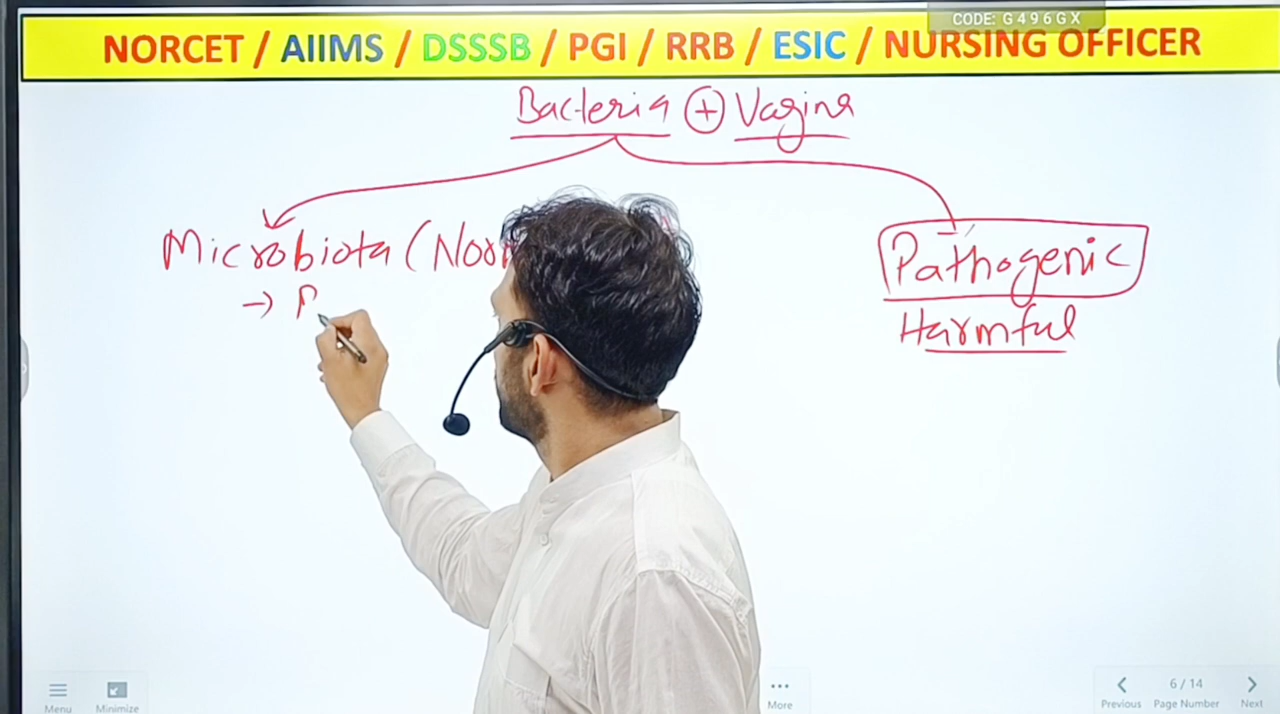 CODE: G496GX
NORCET / AIIMS / DSSSB / PGI / RRB / ESIC / NURSING OFFICER
Bacteria + Vagina
Microbiota (Nor
Pathogenic
→
Harmful
Menu
Minimize
More
Previous
6 / 14
Page Number
Next